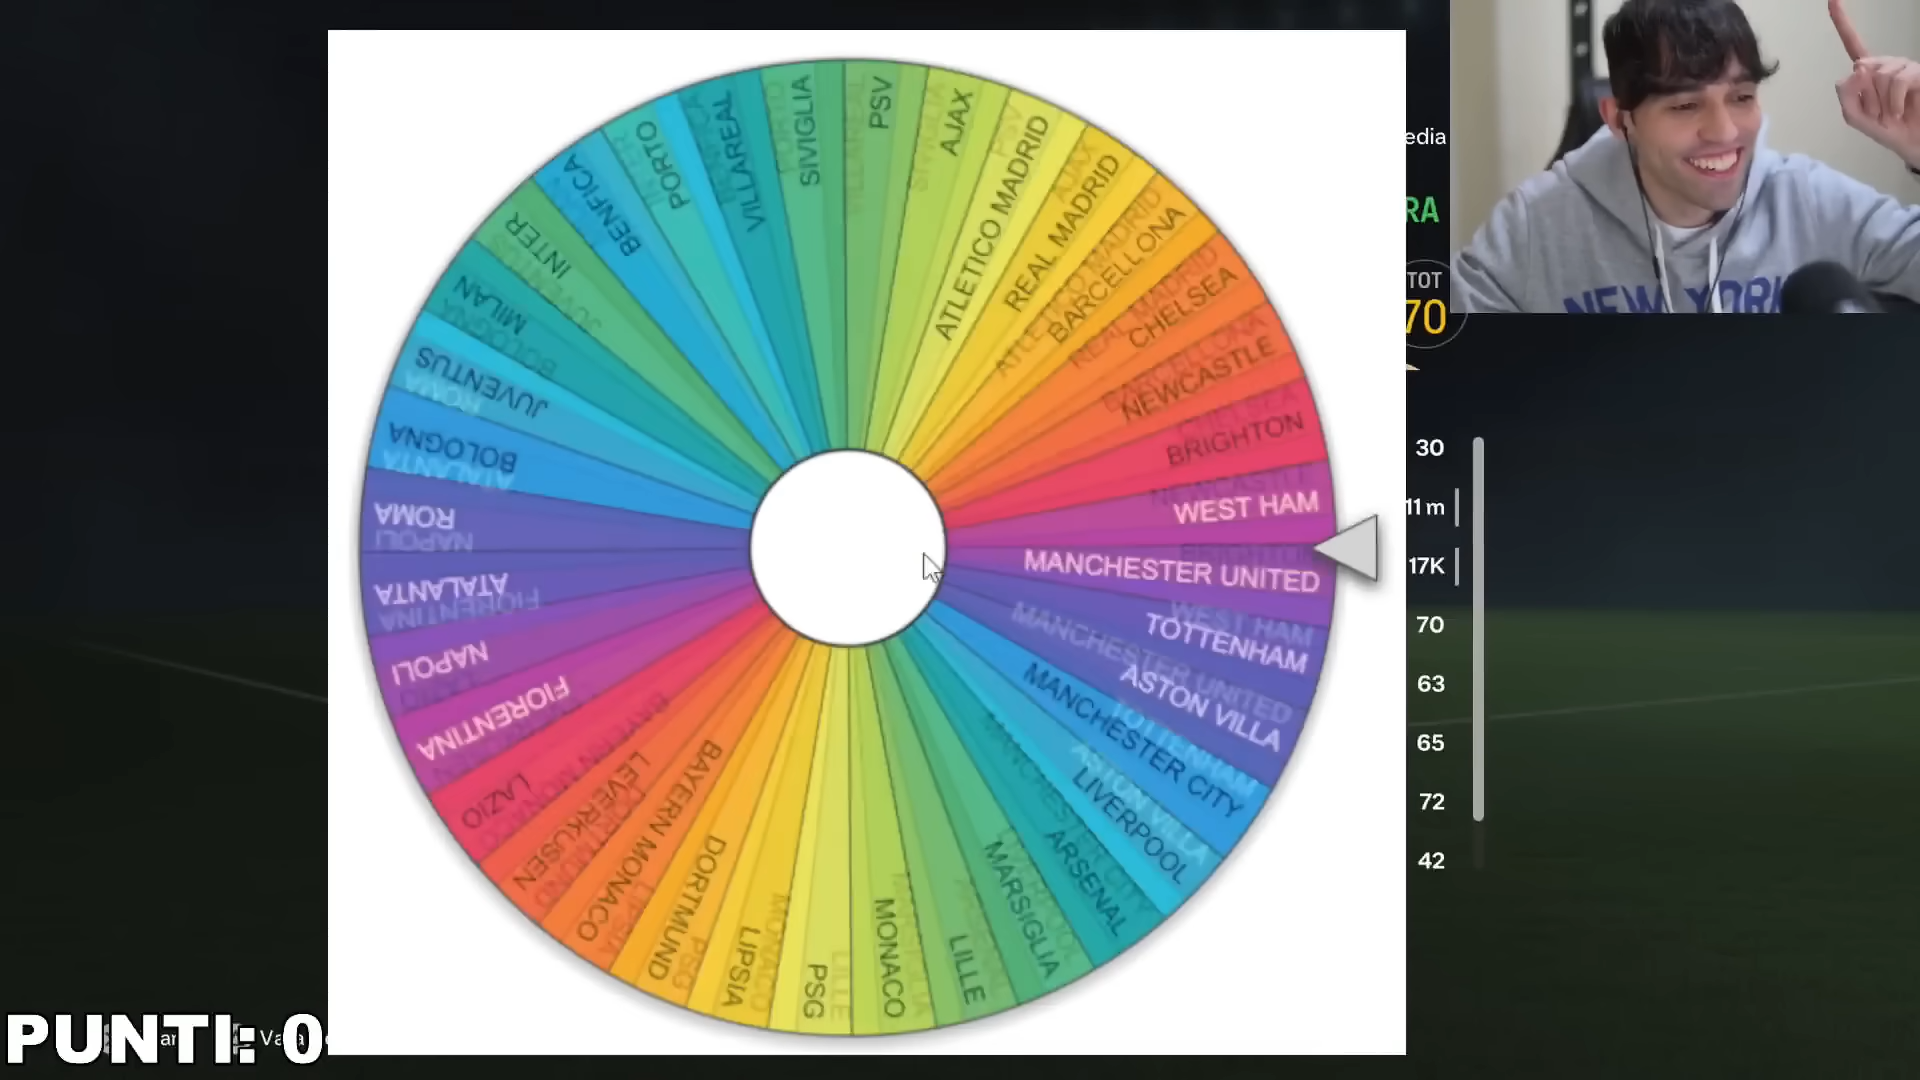 PSV
AJAX
ATLETICO MADRID
REAL MADRID
BARCELLONA
CHELSEA
NEWCASTLE
BRIGHTON
WEST HAM
MANCHESTER UNITED
TOTTENHAM
ASTON VILLA
MANCHESTER CITY
LIVERPOOL
ARSENAL
MARSIGLIA
LILLE
MONACO
PSG
LIPSIA
DORTMUND
BAYERN MONACO
LEVERKUSEN
LAZIO
FIORENTINA
NAPOLI
ATALANTA
ROMA
BOLOGNA
JUVENTUS
MILAN
INTER
BENFICA
PORTO
VILLAREAL
SIVIGLIA
edia
RA
TOT
70
30
11 m
17K
70
63
65
72
42
NEW YORK
PUNTI: 0